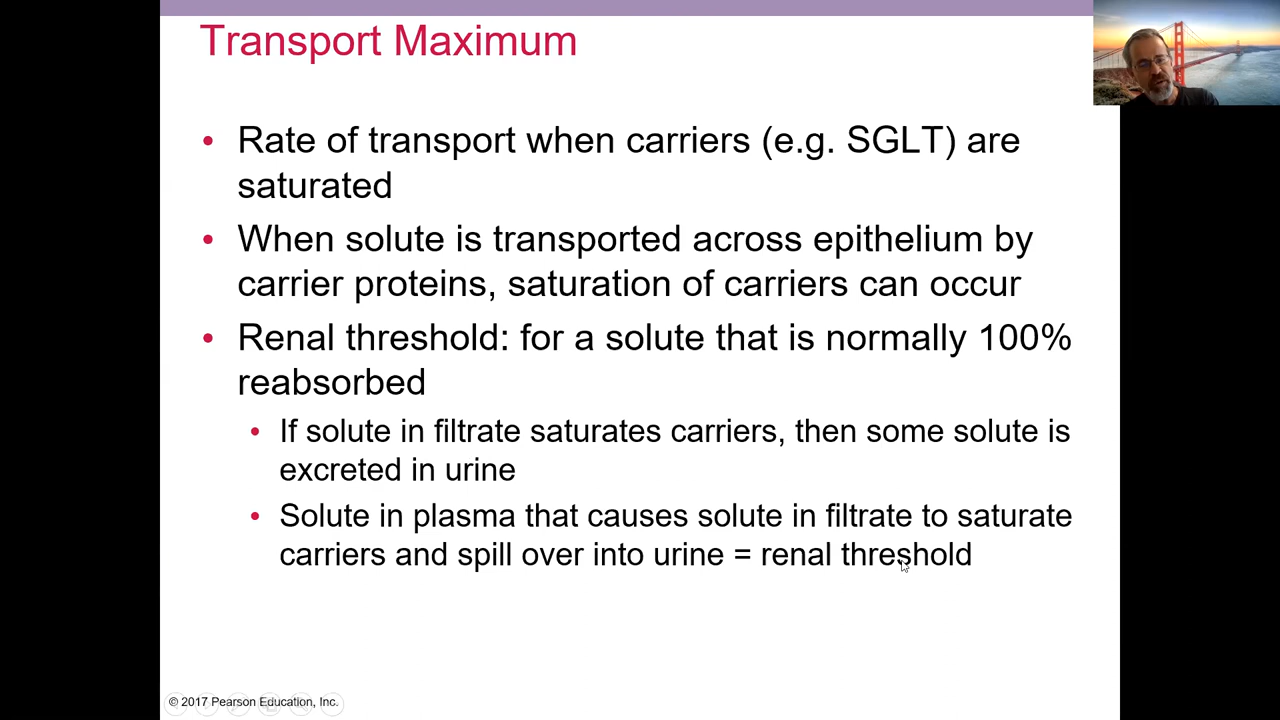 Transport Maximum
• Rate of transport when carriers (e.g. SGLT) are
saturated
• When solute is transported across epithelium by
carrier proteins, saturation of carriers can occur
• Renal threshold: for a solute that is normally 100%
reabsorbed
• If solute in filtrate saturates carriers, then some solute is
excreted in urine
• Solute in plasma that causes solute in filtrate to saturate
carriers and spill over into urine = renal threshold
© 2017 Pearson Education, Inc.